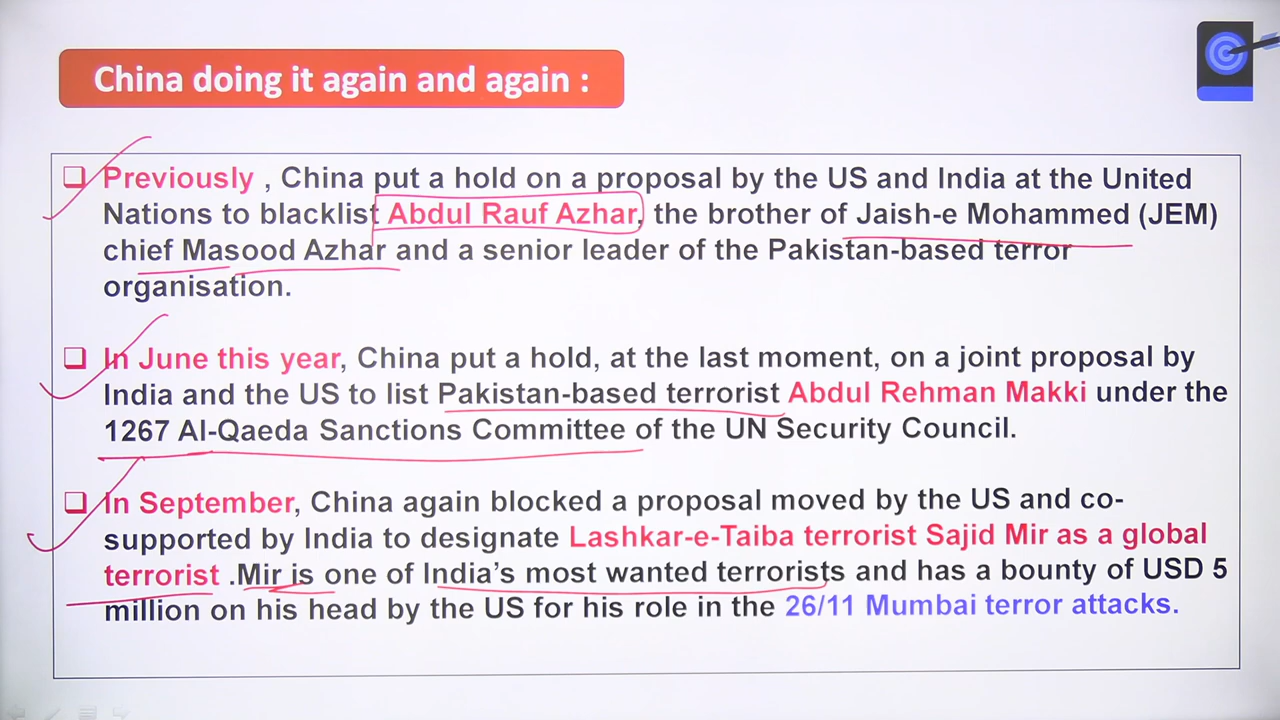 China doing it again and again :
❑ Previously , China put a hold on a proposal by the US and India at the United
Nations to blacklist Abdul Rauf Azhar, the brother of Jaish-e Mohammed (JEM)
chief Masood Azhar and a senior leader of the Pakistan-based terror
organisation.
❑ In June this year, China put a hold, at the last moment, on a joint proposal by
India and the US to list Pakistan-based terrorist Abdul Rehman Makki under the
1267 Al-Qaeda Sanctions Committee of the UN Security Council.
❑ In September, China again blocked a proposal moved by the US and co-
supported by India to designate Lashkar-e-Taiba terrorist Sajid Mir as a global
terrorist .Mir is one of India's most wanted terrorists and has a bounty of USD 5
million on his head by the US for his role in the 26/11 Mumbai terror attacks.